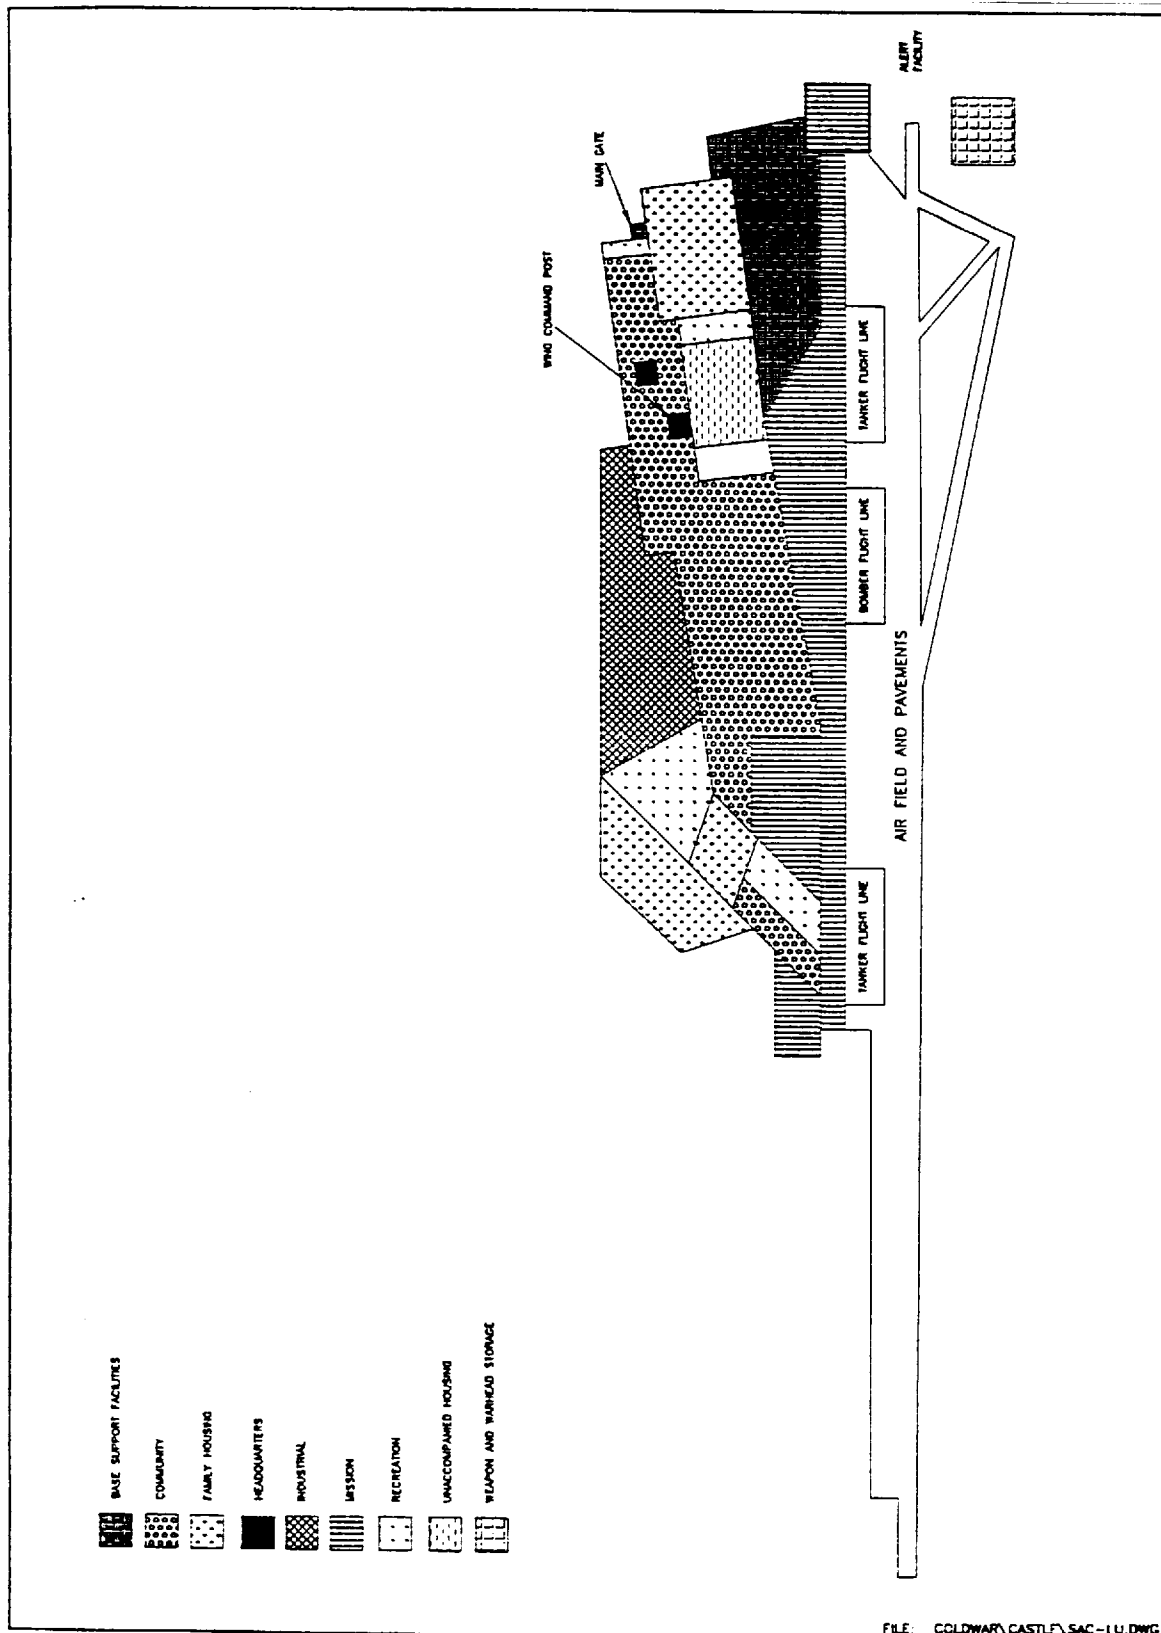 ALERT
FACILITY
MAIN GATE
WING COMMAND POST
TANKER FLIGHT LINE
BOMBER FLIGHT LINE
TANKER FLIGHT LINE
AIR FIELD AND PAVEMENTS
BASE SUPPORT FACILITIES
COMMUNITY
FAMILY HOUSING
HEADQUARTERS
INDUSTRIAL
MISSION
RECREATION
UNACCOMPANIED HOUSING
WEAPON AND WARHEAD STORAGE
FILE: COLDWAR\CASTLE\SAC-LU.DWG